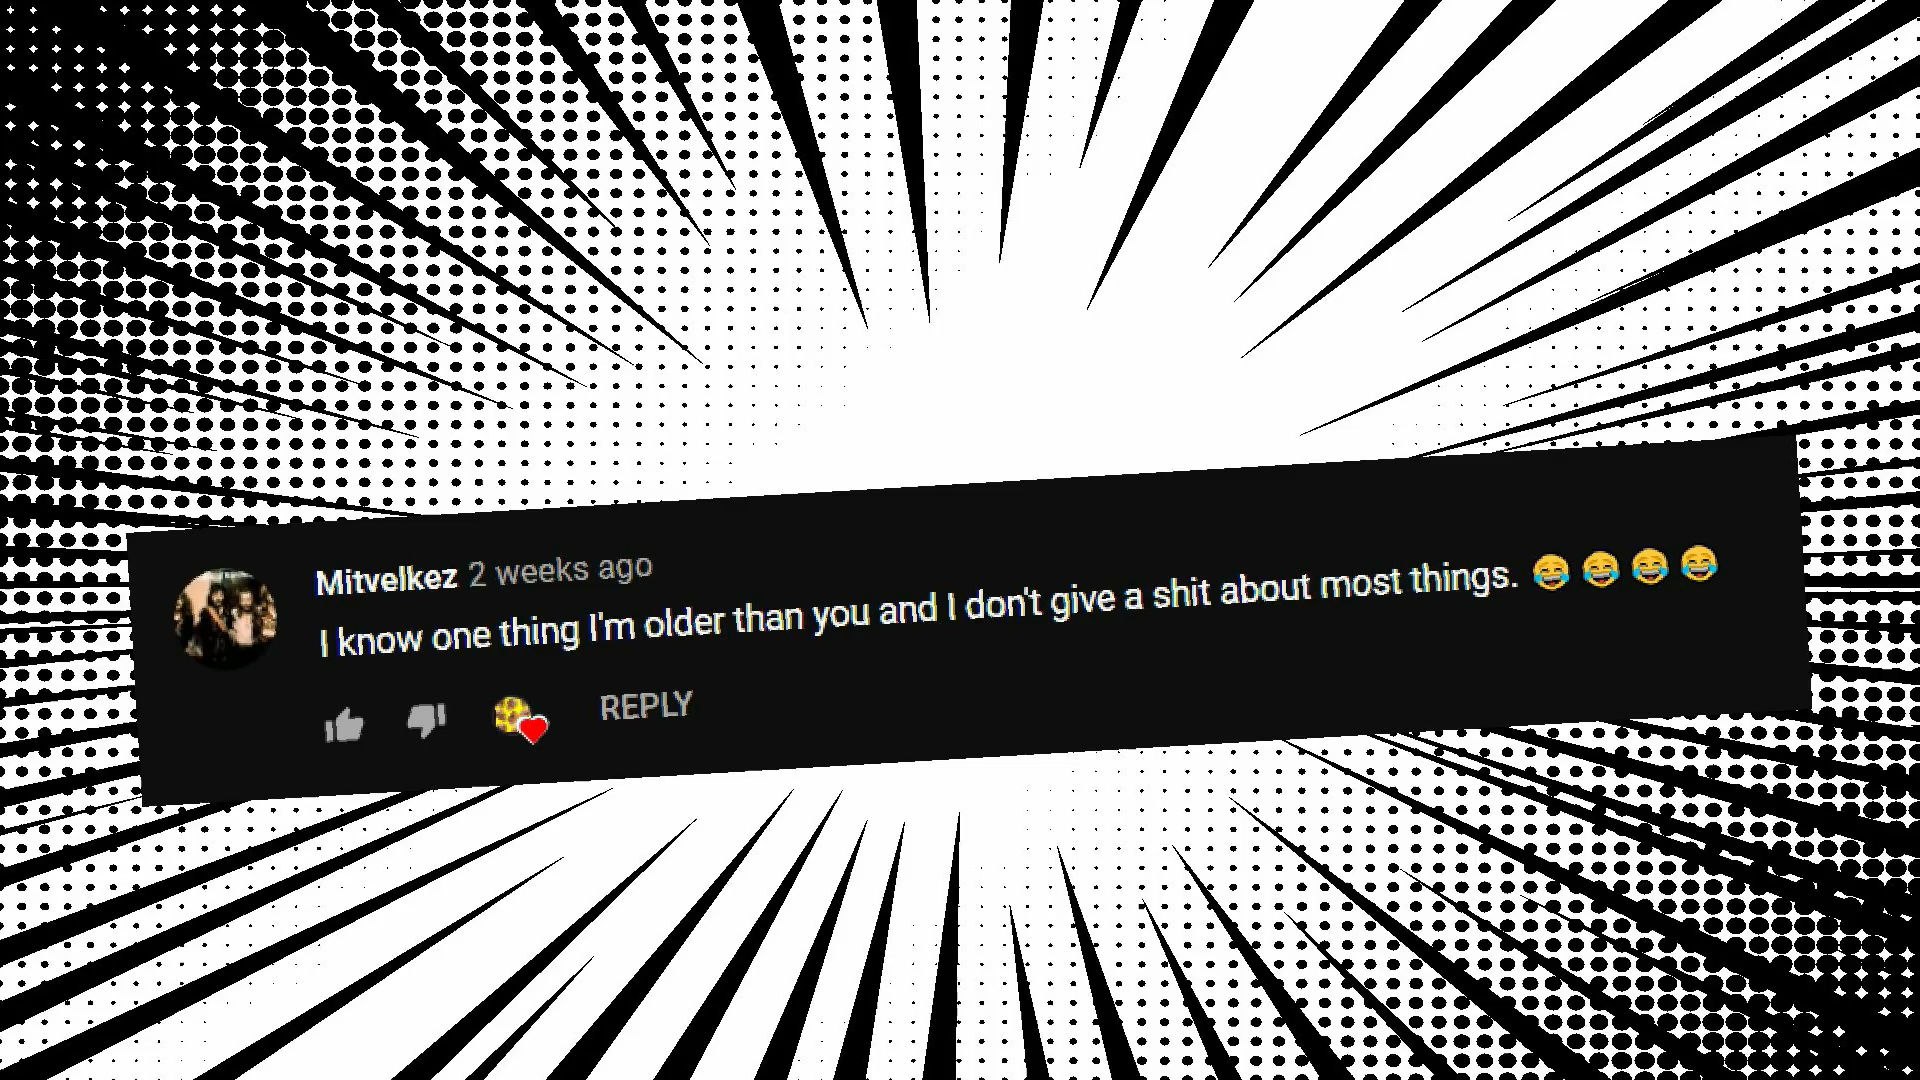 Mitvelkez 2 weeks ago
I know one thing I'm older than you and I don't give a shit about most things. 😂😂😂😂
REPLY